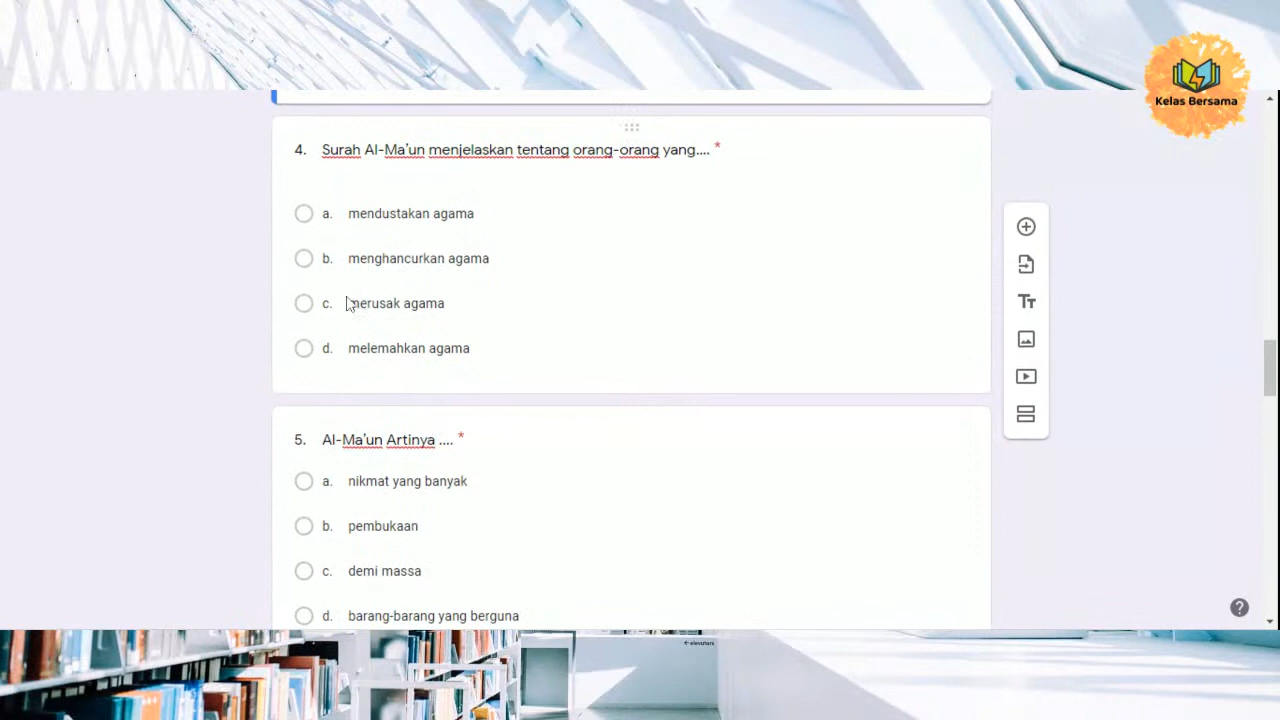 Kelas Bersama
4. Surah Al-Ma'un menjelaskan tentang orang-orang yang.... *
a. mendustakan agama
b. menghancurkan agama
c. merusak agama
d. melemahkan agama
Tт
5. Al-Ma'un Artinya .... *
a. nikmat yang banyak
b. pembukaan
c. demi massa
d. barang-barang yang berguna
?